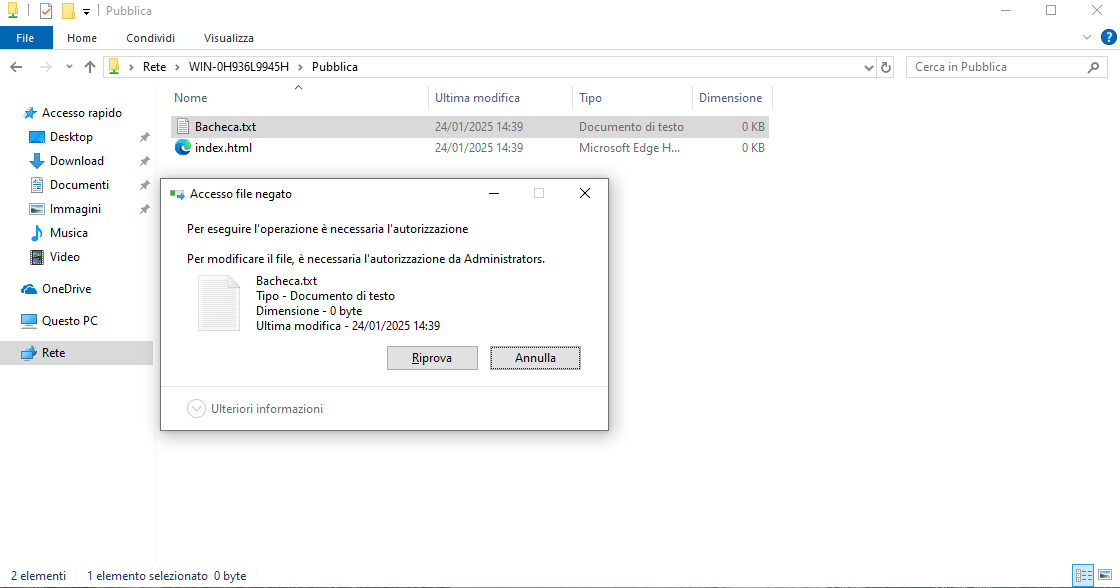 Pubblica
File Home Condividi Visualizza
Rete WIN-0H936L9945H Pubblica
Cerca in Pubblica
Nome Ultima modifica Tipo Dimensione
Accesso rapido
Desktop
Download
Documenti
Immagini
Musica
Video
OneDrive
Questo PC
Rete
Bacheca.txt 24/01/2025 14:39 Documento di testo 0 KB
index.html 24/01/2025 14:39 Microsoft Edge H... 0 KB
Accesso file negato
Per eseguire l'operazione è necessaria l'autorizzazione
Per modificare il file, è necessaria l'autorizzazione da Administrators.
Bacheca.txt
Tipo - Documento di testo
Dimensione - 0 byte
Ultima modifica - 24/01/2025 14:39
Riprova Annulla
Ulteriori informazioni
2 elementi 1 elemento selezionato 0 byte